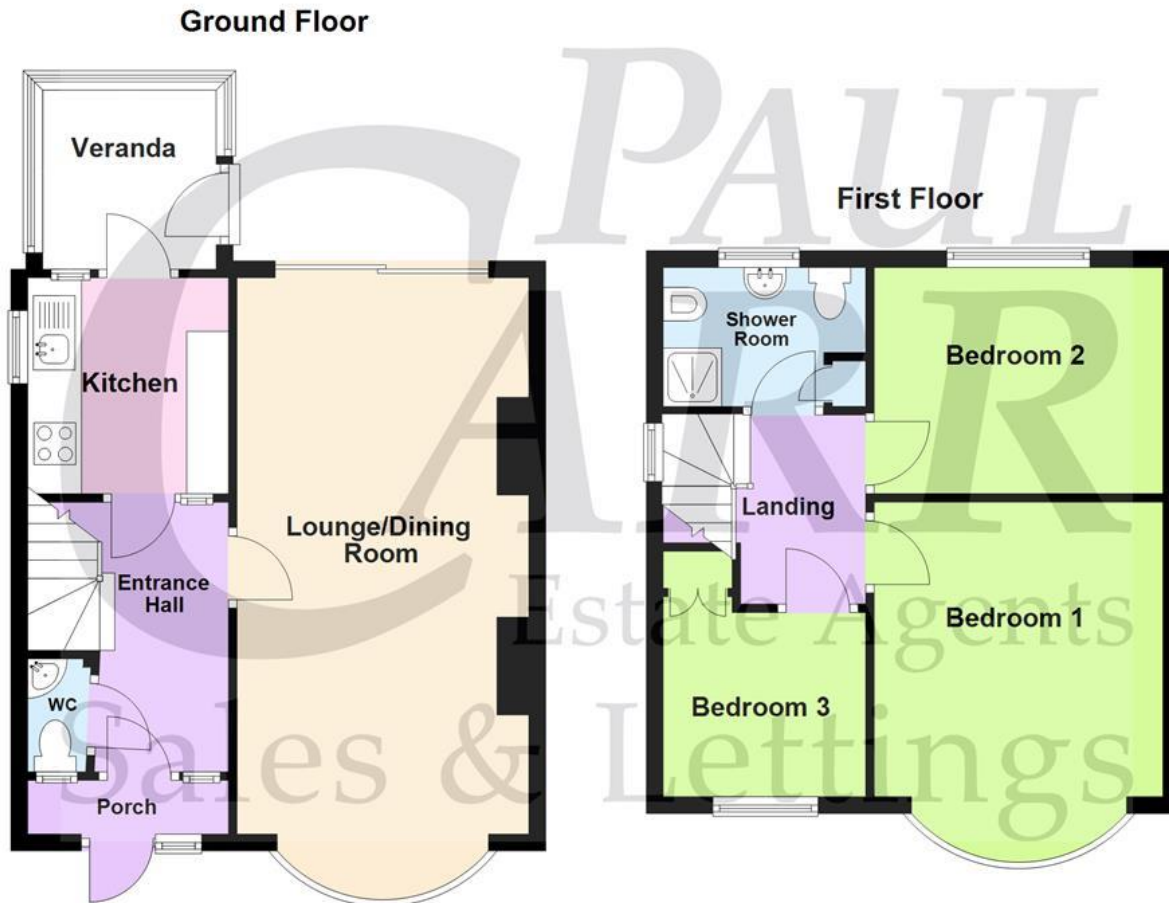 Ground Floor
Veranda
Kitchen
Lounge/Dining
Room
Entrance
Hall
WC
Porch
First Floor
Shower
Room
Bedroom 2
Landing
Bedroom 1
Bedroom 3
PAUL
CARR
Estate Agents
Sales & Lettings